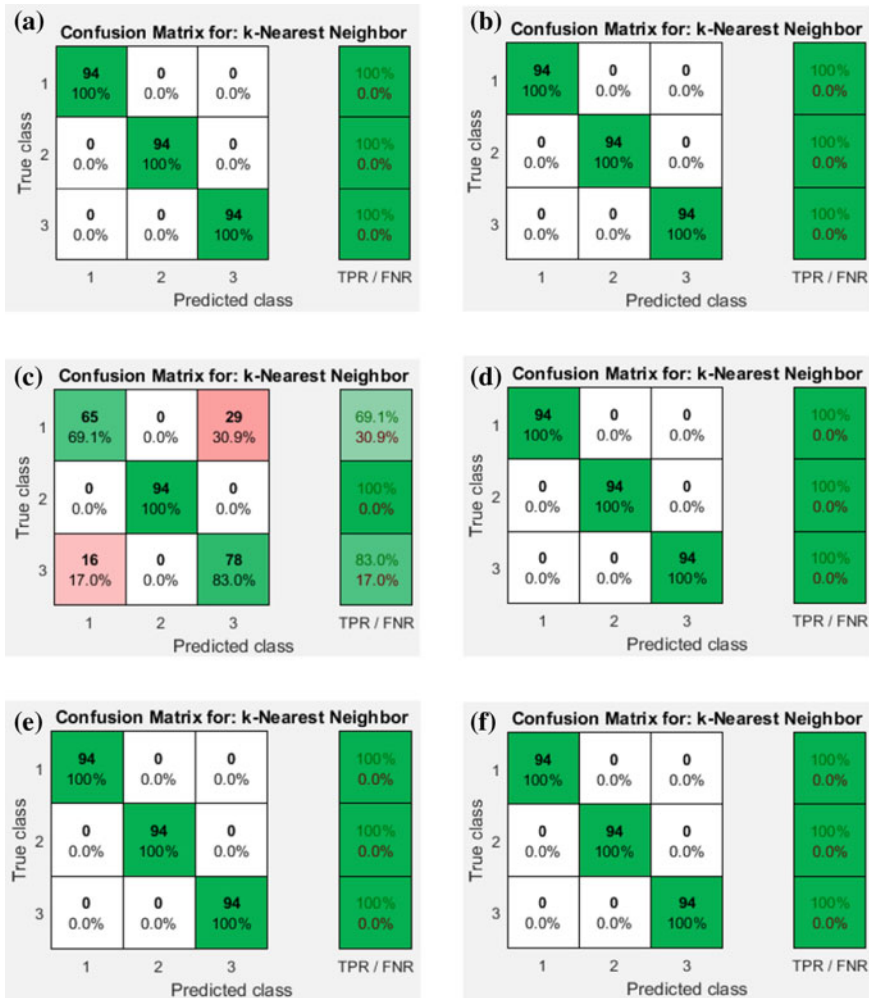 (a) Confusion Matrix for: k-Nearest Neighbor
1 94 0 0 100%
100% 0.0% 0.0% 0.0%
2 0 94 0 100%
0.0% 100% 0.0% 0.0%
3 0 0 94 100%
0.0% 0.0% 100% 0.0%
True class
1 2 3 TPR / FNR
Predicted class
(b) Confusion Matrix for: k-Nearest Neighbor
1 94 0 0 100%
100% 0.0% 0.0% 0.0%
2 0 94 0 100%
0.0% 100% 0.0% 0.0%
3 0 0 94 100%
0.0% 0.0% 100% 0.0%
True class
1 2 3 TPR / FNR
Predicted class
(c) Confusion Matrix for: k-Nearest Neighbor
1 65 0 29 69.1%
69.1% 0.0% 30.9% 30.9%
2 0 94 0 100%
0.0% 100% 0.0% 0.0%
3 16 0 78 83.0%
17.0% 0.0% 83.0% 17.0%
True class
1 2 3 TPR / FNR
Predicted class
(d) Confusion Matrix for: k-Nearest Neighbor
1 94 0 0 100%
100% 0.0% 0.0% 0.0%
2 0 94 0 100%
0.0% 100% 0.0% 0.0%
3 0 0 94 100%
0.0% 0.0% 100% 0.0%
True class
1 2 3 TPR / FNR
Predicted class
(e) Confusion Matrix for: k-Nearest Neighbor
1 94 0 0 100%
100% 0.0% 0.0% 0.0%
2 0 94 0 100%
0.0% 100% 0.0% 0.0%
3 0 0 94 100%
0.0% 0.0% 100% 0.0%
True class
1 2 3 TPR / FNR
Predicted class
(f) Confusion Matrix for: k-Nearest Neighbor
1 94 0 0 100%
100% 0.0% 0.0% 0.0%
2 0 94 0 100%
0.0% 100% 0.0% 0.0%
3 0 0 94 100%
0.0% 0.0% 100% 0.0%
True class
1 2 3 TPR / FNR
Predicted class